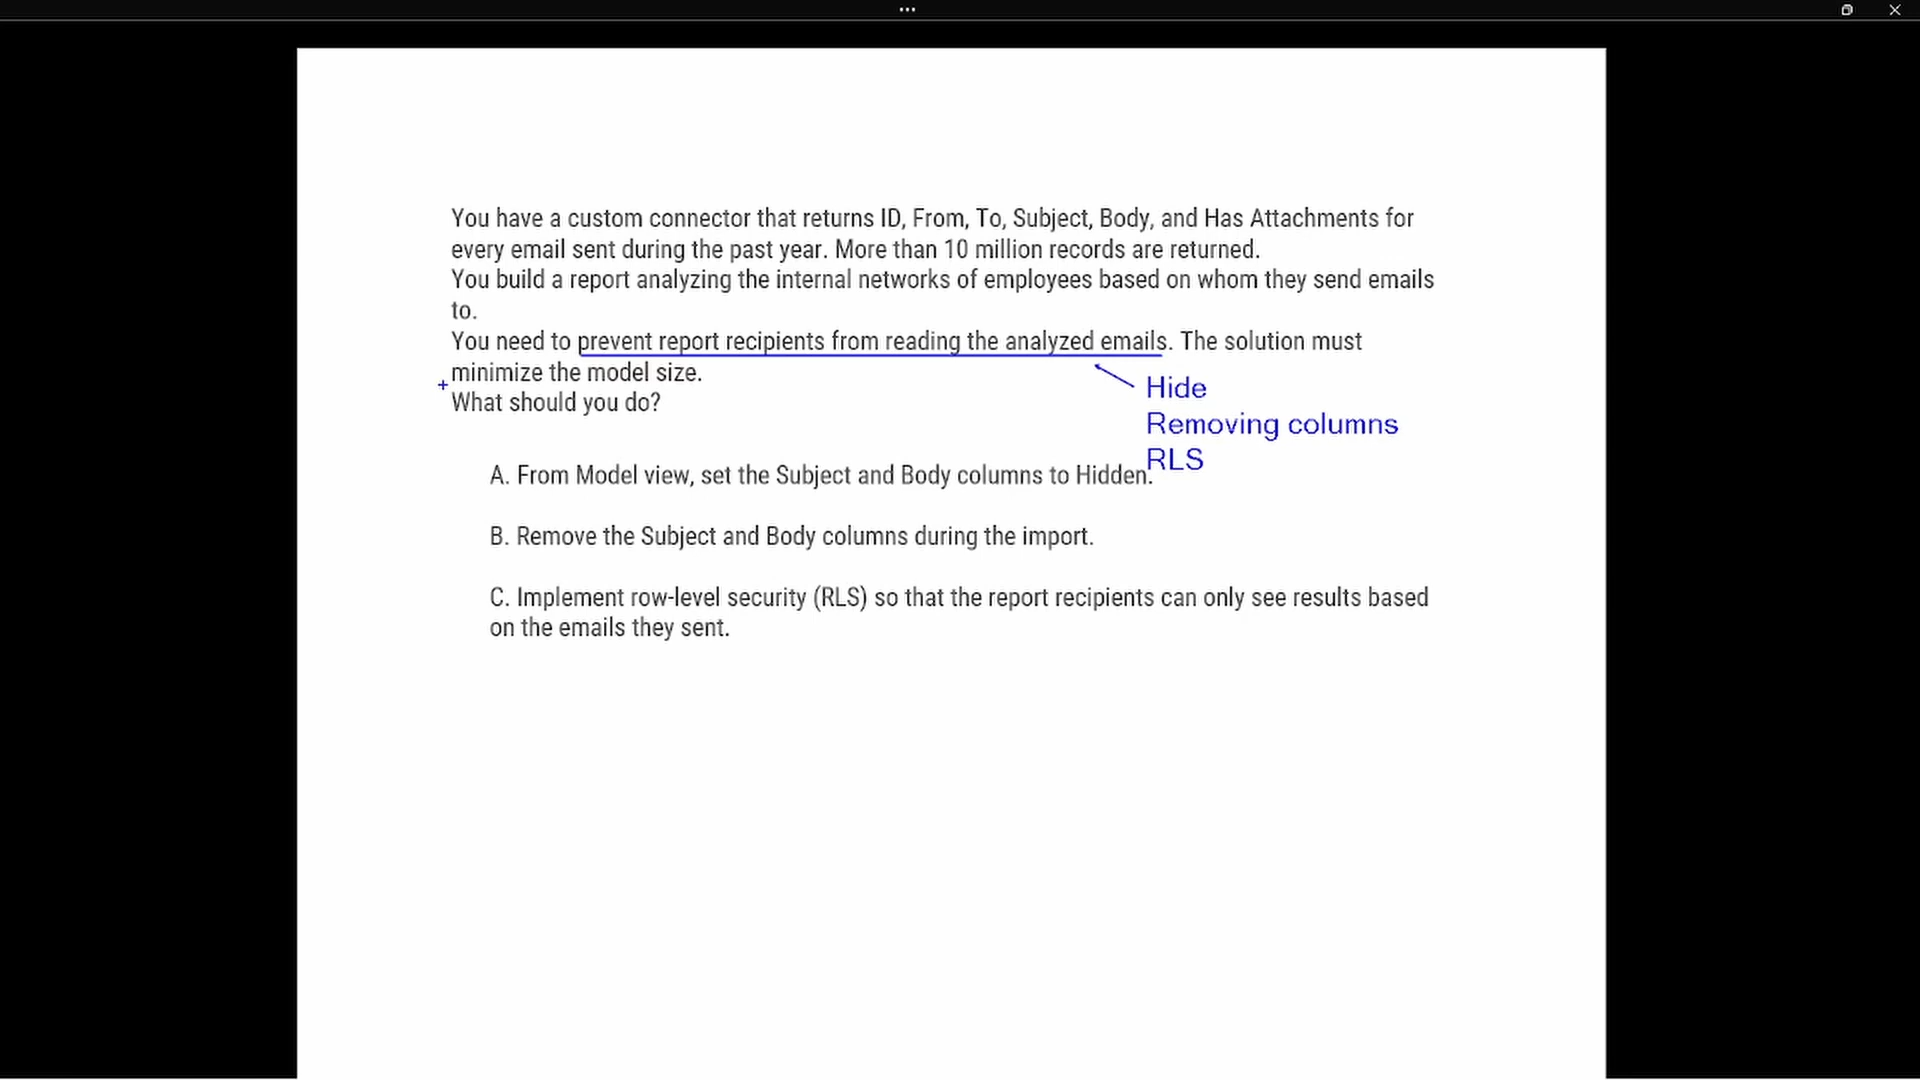 You have a custom connector that returns ID, From, To, Subject, Body, and Has Attachments for
every email sent during the past year. More than 10 million records are returned.
You build a report analyzing the internal networks of employees based on whom they send emails
to.
You need to prevent report recipients from reading the analyzed emails. The solution must
minimize the model size.
What should you do?
Hide
Removing columns
RLS
A. From Model view, set the Subject and Body columns to Hidden.
B. Remove the Subject and Body columns during the import.
C. Implement row-level security (RLS) so that the report recipients can only see results based
on the emails they sent.